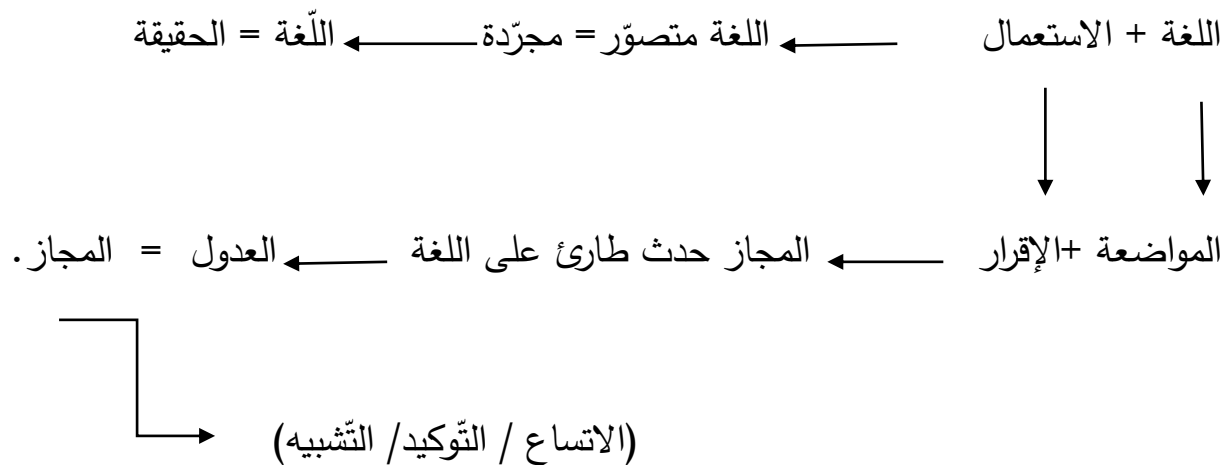 اللغة + الاستعمال اللغة متصوّر = مجرّدة اللّغة = الحقيقة
المواضعة +الإقرار المجاز حدث طارئ على اللغة العدول = المجاز.
(الاتساع / التّوكيد/ التّشبيه)